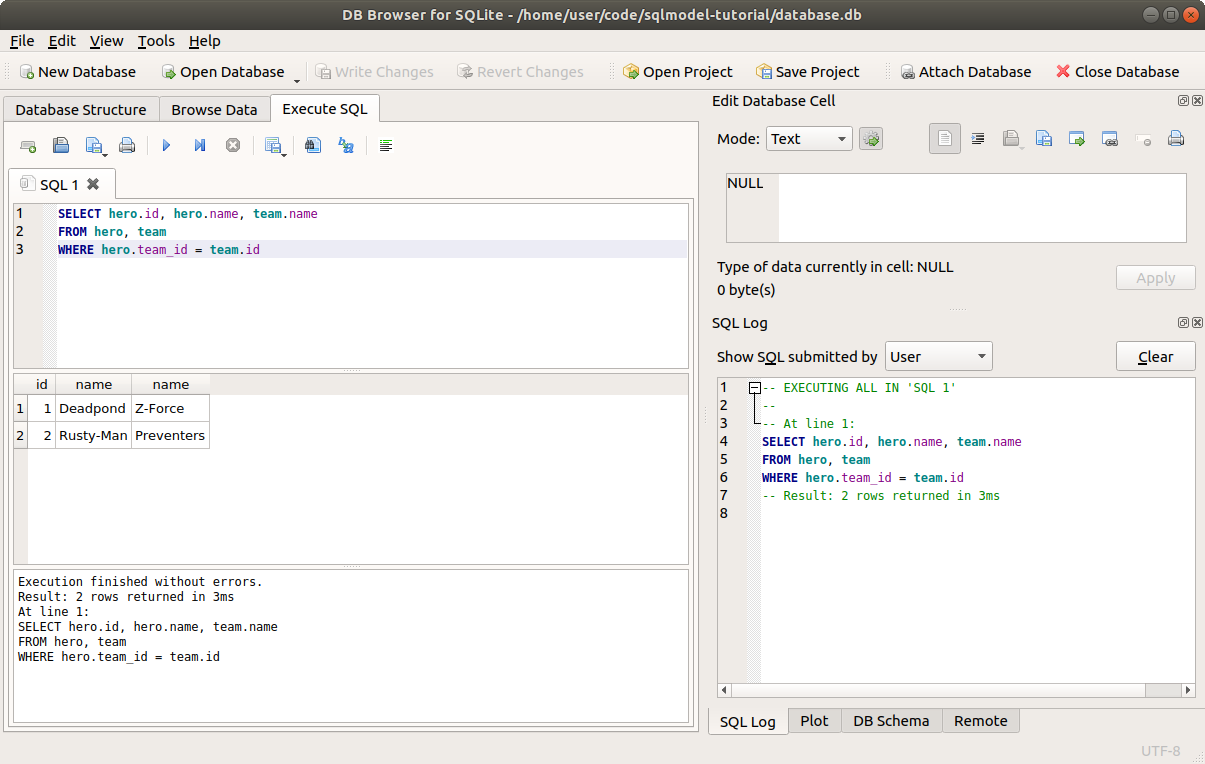 DB Browser for SQLite - /home/user/code/sqlmodel-tutorial/database.db
File Edit View Tools Help
New Database Open Database Write Changes Revert Changes Open Project Save Project Attach Database Close Database
Database Structure Browse Data Execute SQL
SQL 1
1 SELECT hero.id, hero.name, team.name
2 FROM hero, team
3 WHERE hero.team_id = team.id
id name name
1 1 Deadpond Z-Force
2 2 Rusty-Man Preventers
Execution finished without errors.
Result: 2 rows returned in 3ms
At line 1:
SELECT hero.id, hero.name, team.name
FROM hero, team
WHERE hero.team_id = team.id
Edit Database Cell
Mode: Text
NULL
Type of data currently in cell: NULL
0 byte(s)
Apply
SQL Log
Show SQL submitted by User Clear
1 -- EXECUTING ALL IN 'SQL 1'
2 --
3 -- At line 1:
4 SELECT hero.id, hero.name, team.name
5 FROM hero, team
6 WHERE hero.team_id = team.id
7 -- Result: 2 rows returned in 3ms
8
SQL Log Plot DB Schema Remote
UTF-8